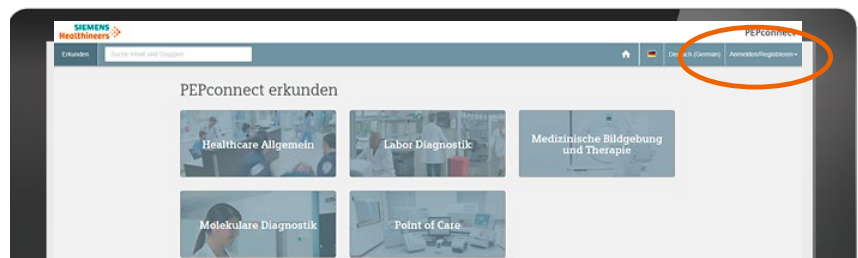 SIEMENS
Healthineers
PEPconnect
Erkunden
Suche Inhalt und Gruppen
Deutsch (German)
Anmelden/Registrieren
PEPconnect erkunden
Healthcare Allgemein
Labor Diagnostik
Medizinische Bildgebung
und Therapie
Molekulare Diagnostik
Point of Care